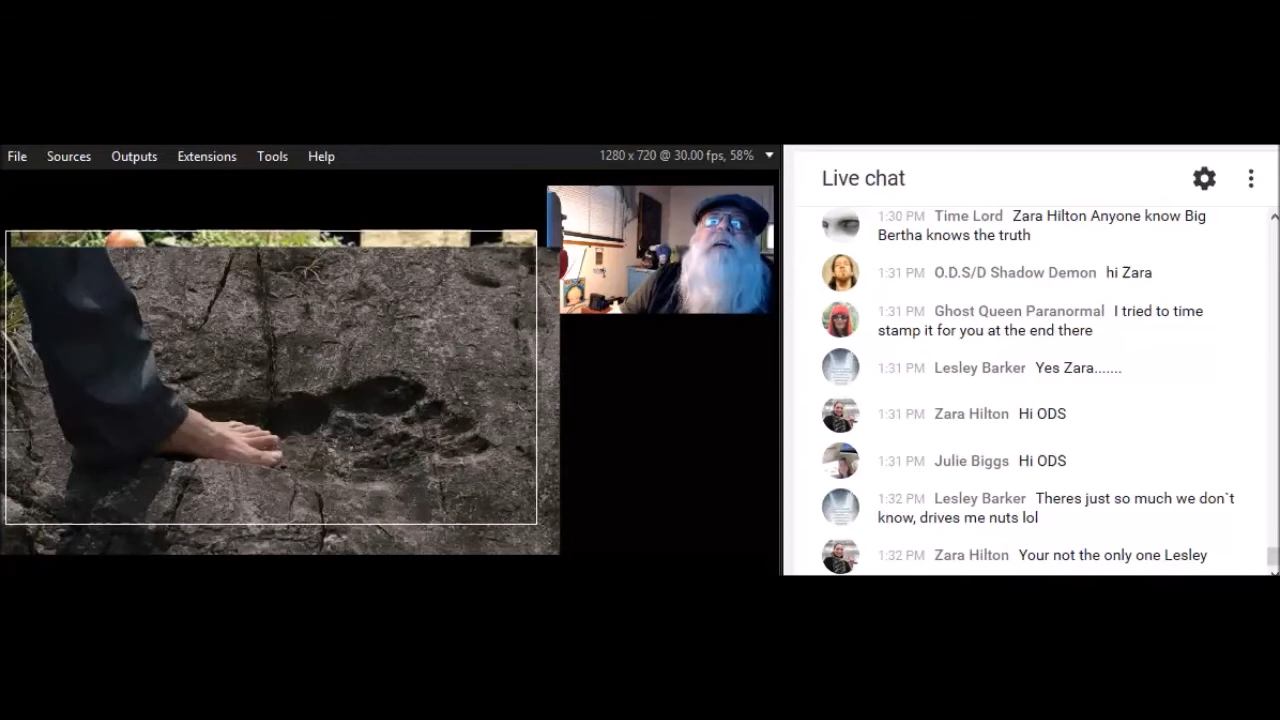 File Sources Outputs Extensions Tools Help 1280 x 720 @ 30.00 fps, 58%
Live chat
1:30 PM Time Lord Zara Hilton Anyone know Big
Bertha knows the truth
1:31 PM O.D.S/D Shadow Demon hi Zara
1:31 PM Ghost Queen Paranormal I tried to time
stamp it for you at the end there
1:31 PM Lesley Barker Yes Zara.......
1:31 PM Zara Hilton Hi ODS
1:31 PM Julie Biggs Hi ODS
1:32 PM Lesley Barker Theres just so much we don`t
know, drives me nuts lol
1:32 PM Zara Hilton Your not the only one Lesley